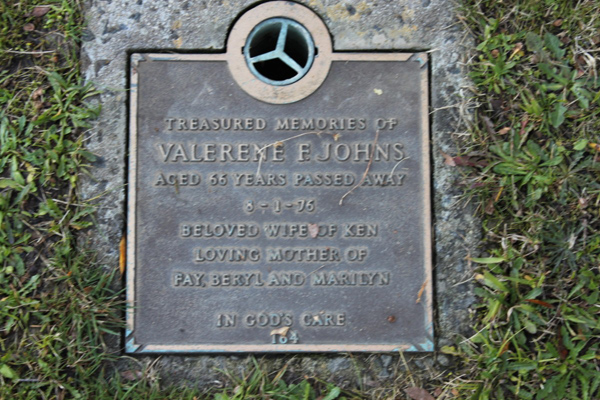 TREASURED MEMORIES OF
VALERENE F. JOHNS
AGED 66 YEARS PASSED AWAY
8-1-76
BELOVED WIFE OF KEN
LOVING MOTHER OF
FAY, BERYL AND MARILYN
IN GOD'S CARE
164